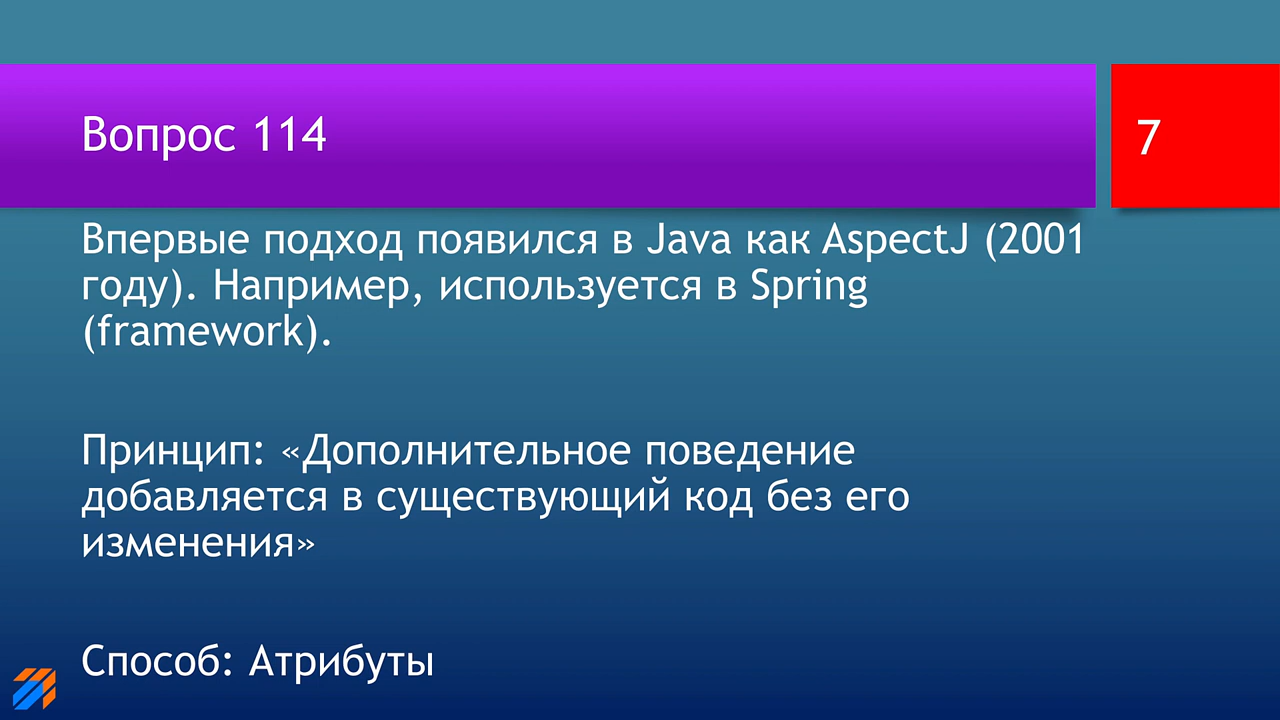 Вопрос 114
7
Впервые подход появился в Java как AspectJ (2001
году). Например, используется в Spring
(framework).
Принцип: «Дополнительное поведение
добавляется в существующий код без его
изменения»
Способ: Атрибуты